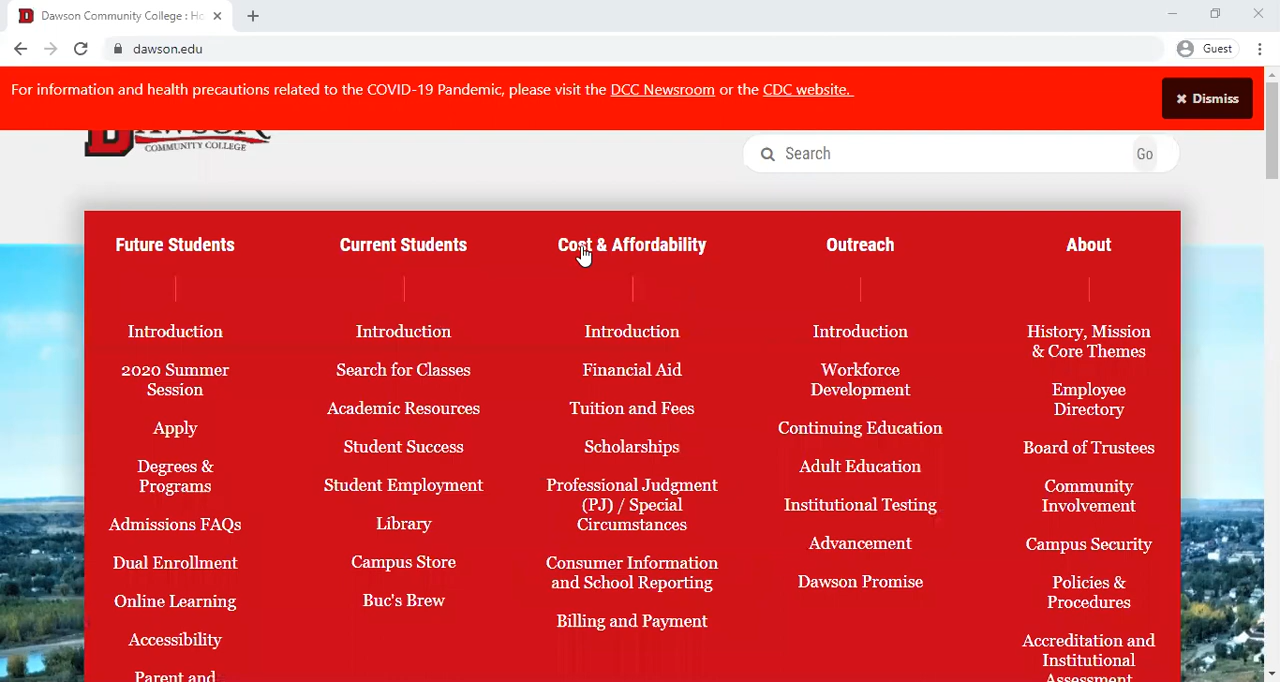 Dawson Community College : Ho
dawson.edu
Guest
For information and health precautions related to the COVID-19 Pandemic, please visit the DCC Newsroom or the CDC website.
Dismiss
DAWSON
COMMUNITY COLLEGE
Search
Go
Future Students
Current Students
Cost & Affordability
Outreach
About
Introduction
2020 Summer
Session
Apply
Degrees &
Programs
Admissions FAQs
Dual Enrollment
Online Learning
Accessibility
Parent and
Introduction
Search for Classes
Academic Resources
Student Success
Student Employment
Library
Campus Store
Buc's Brew
Introduction
Financial Aid
Tuition and Fees
Scholarships
Professional Judgment
(PJ) / Special
Circumstances
Consumer Information
and School Reporting
Billing and Payment
Introduction
Workforce
Development
Continuing Education
Adult Education
Institutional Testing
Advancement
Dawson Promise
History, Mission
& Core Themes
Employee
Directory
Board of Trustees
Community
Involvement
Campus Security
Policies &
Procedures
Accreditation and
Institutional
Assessment